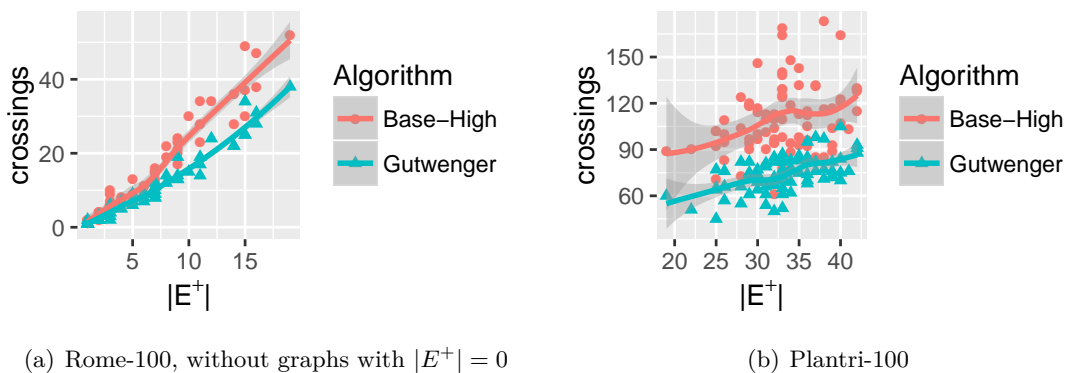 crossings
40
20
0
5
10
15
|E⁺|
Algorithm
Base−High
Gutwenger
(a) Rome-100, without graphs with |E⁺| = 0
crossings
150
120
90
60
20
25
30
35
40
|E⁺|
Algorithm
Base−High
Gutwenger
(b) Plantri-100